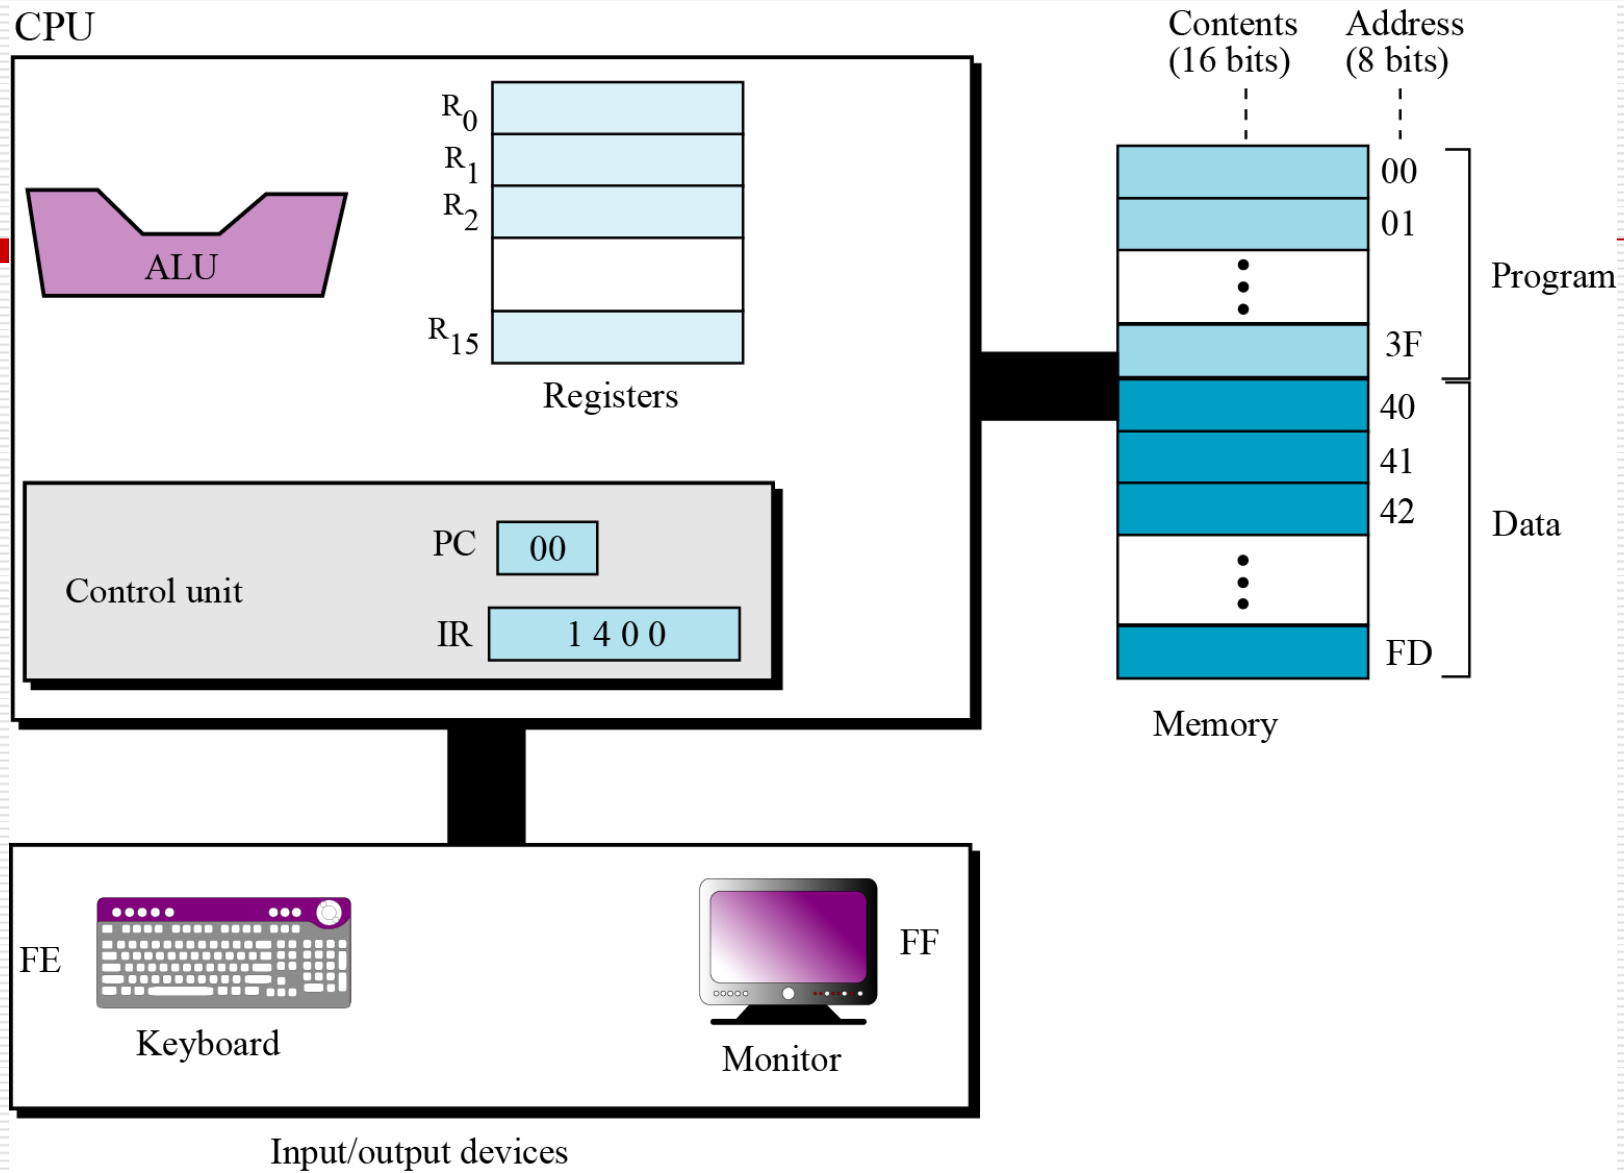 CPU
Contents
(16 bits)
Address
(8 bits)
R0
R1
R2
R15
Registers
ALU
Control unit
PC 00
IR 1 4 0 0
00
01
3F
40
41
42
FD
Program
Data
Memory
FE
Keyboard
FF
Monitor
Input/output devices